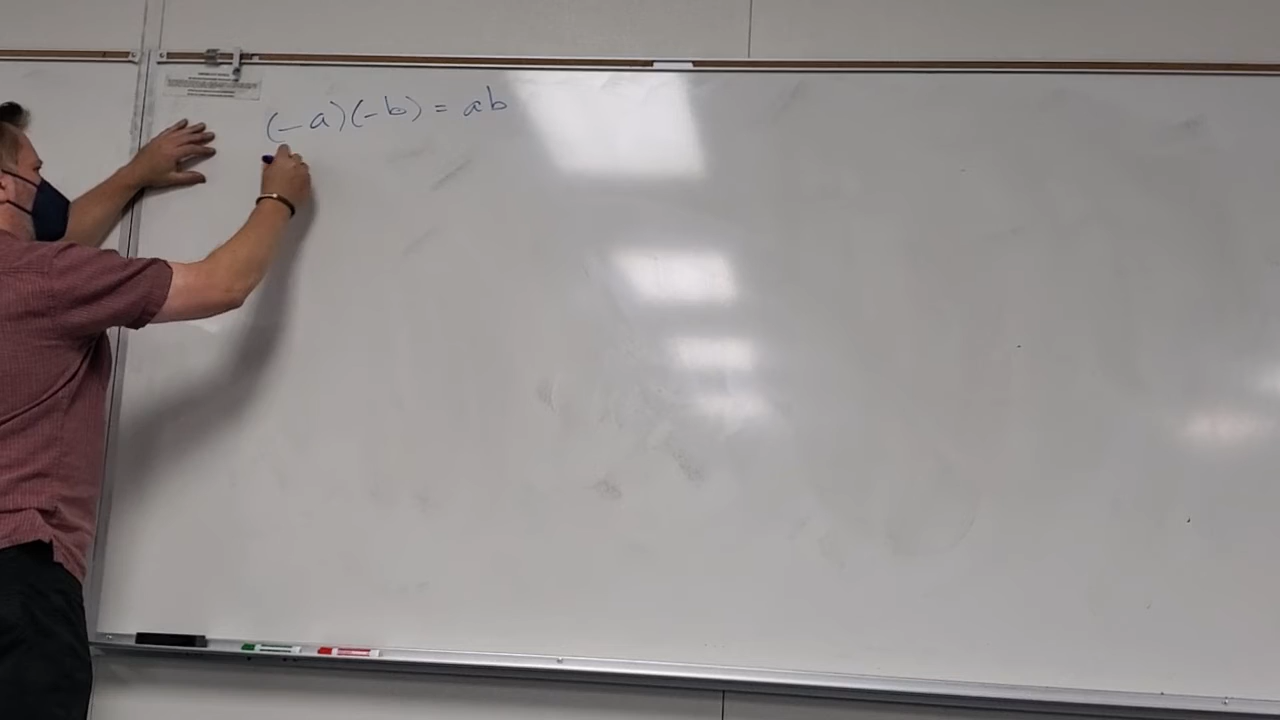 (-a)(-b) = ab